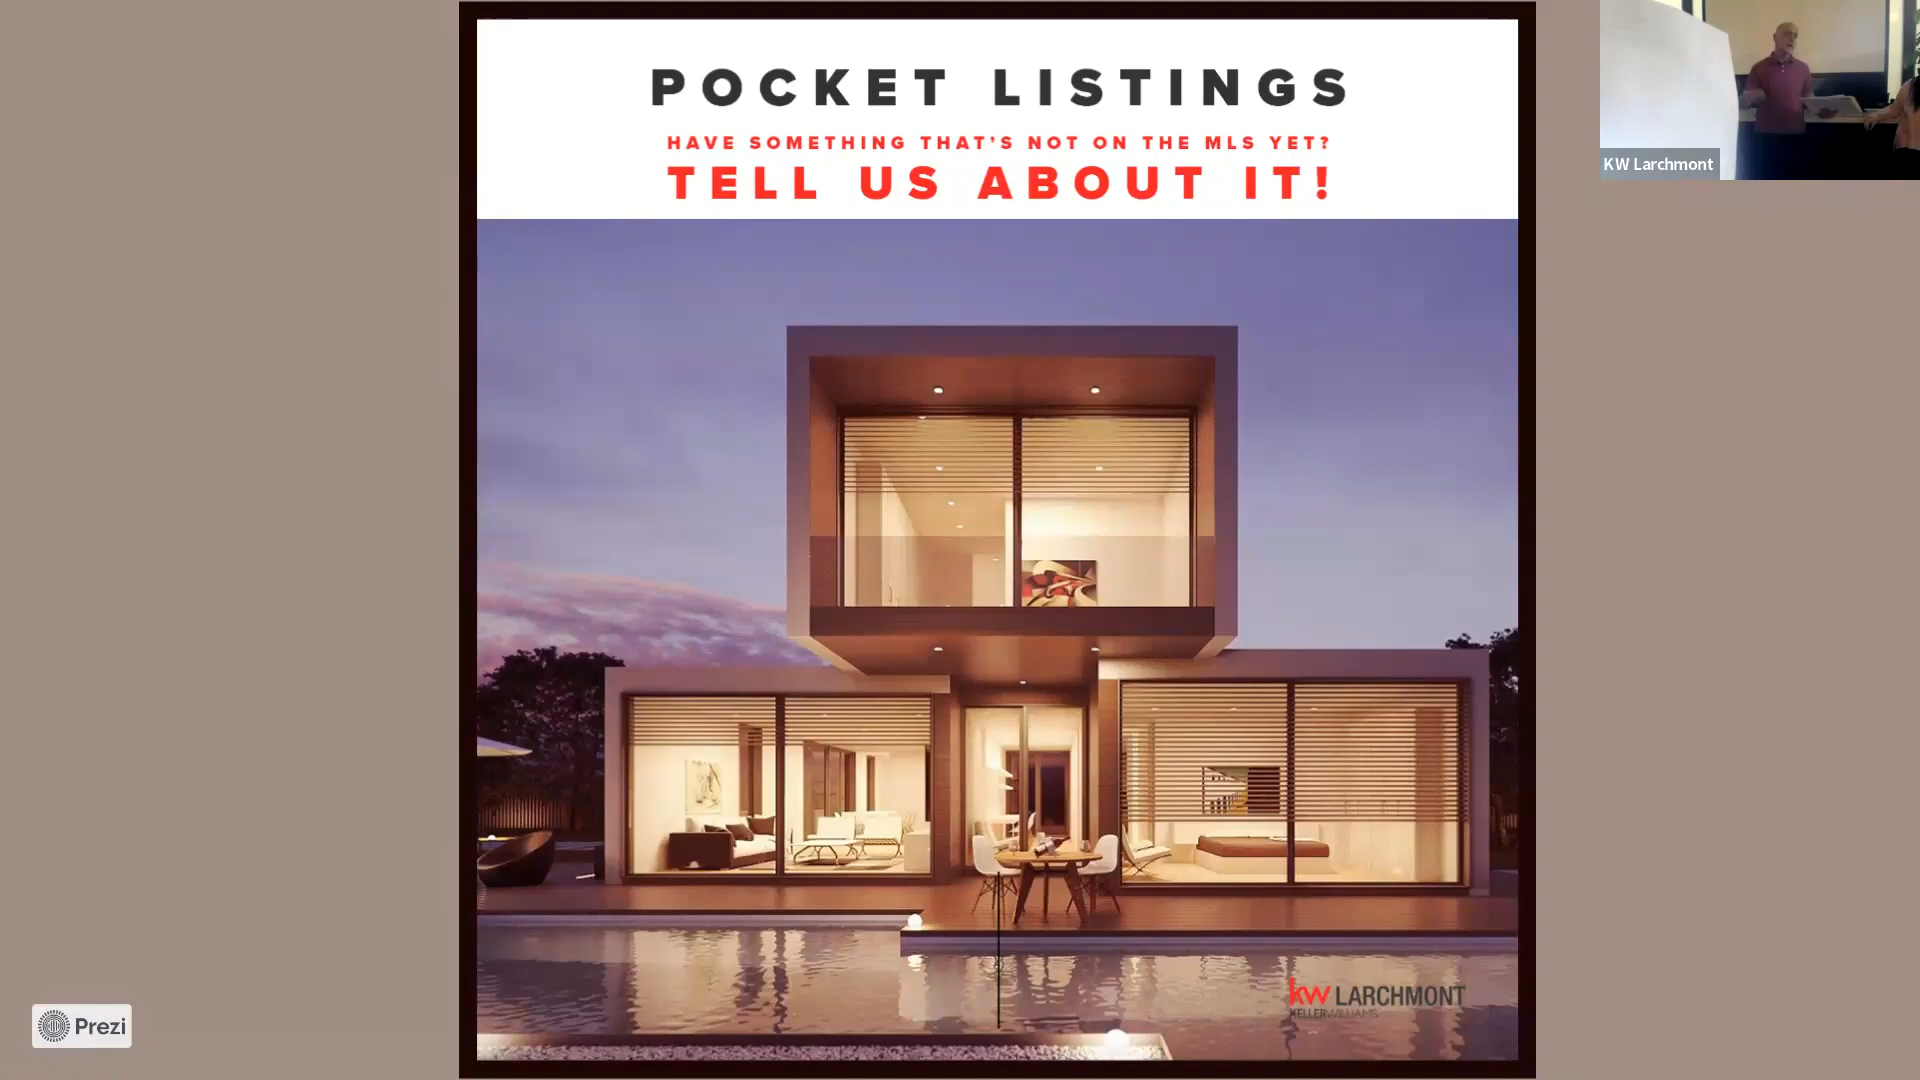 POCKET LISTINGS
HAVE SOMETHING THAT'S NOT ON THE MLS YET?
TELL US ABOUT IT!
KW Larchmont
kw LARCHMONT
KELLERWILLIAMS
Prezi